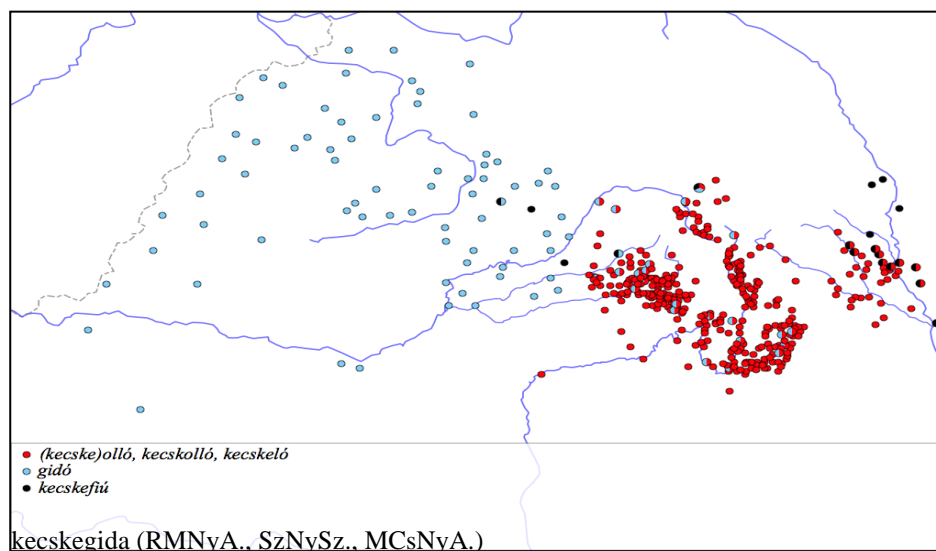 (kecske)olló, kecskolló, kecskeló
gidó
kecskefiú
kecskegida (RMNyA., SzNySz., MCsNyA.)